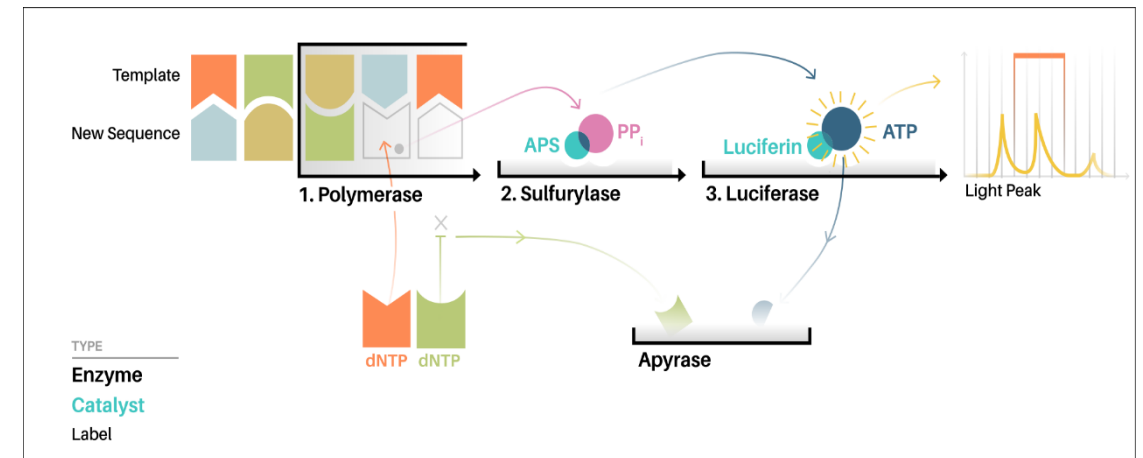 Template
New Sequence
APS
PPi
Luciferin
ATP
1. Polymerase
2. Sulfurylase
3. Luciferase
Light Peak
X
dNTP
dNTP
Apyrase
TYPE
Enzyme
Catalyst
Label